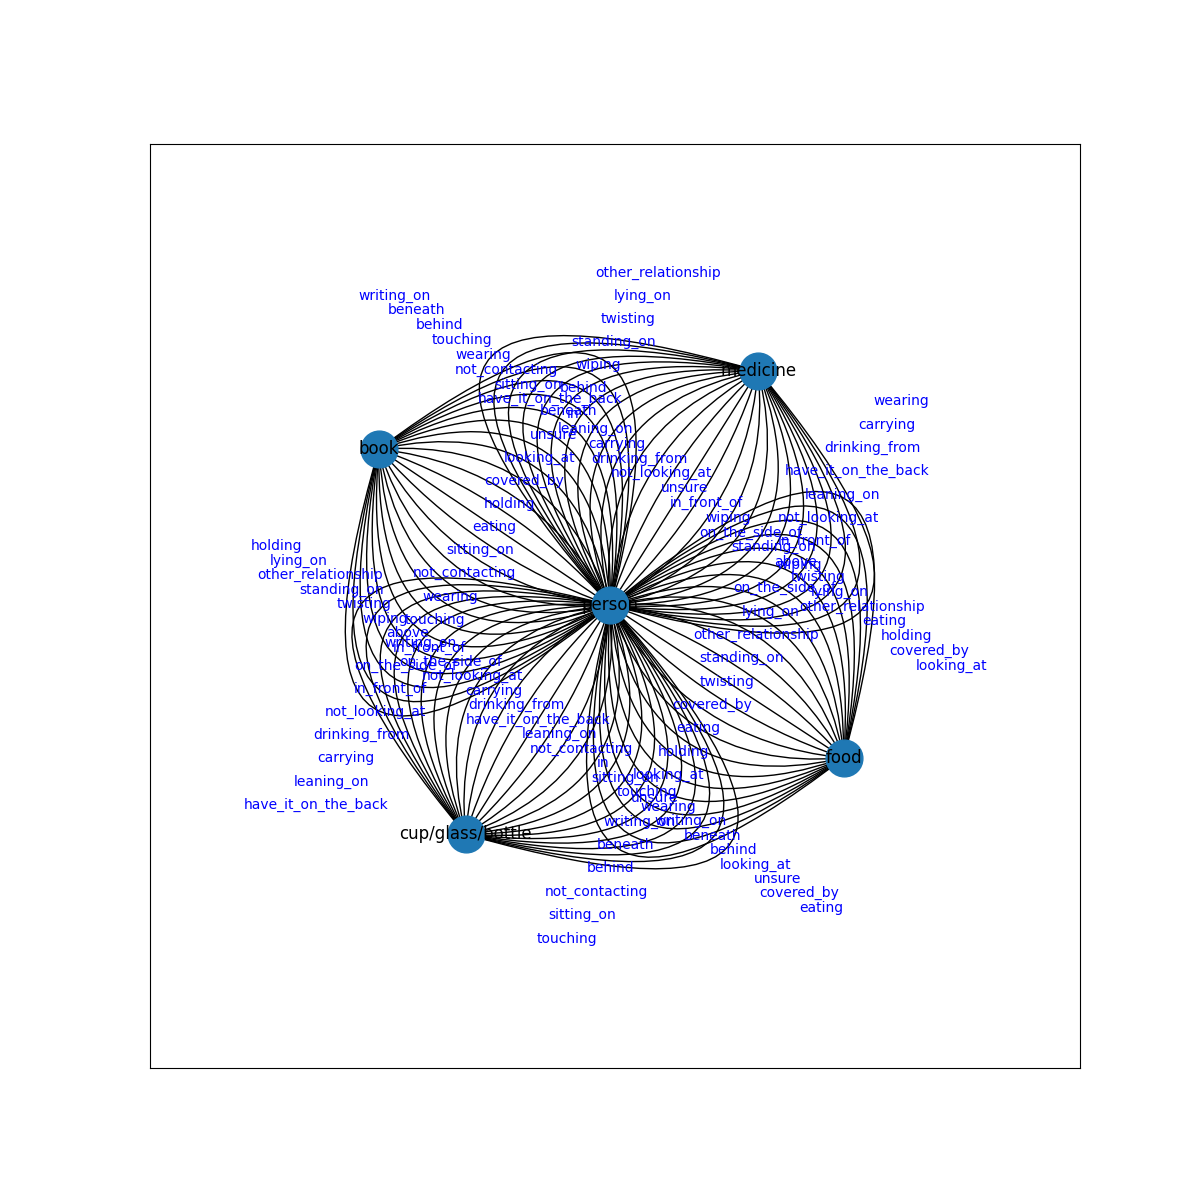 other_relationship
writing_on
lying_on
beneath
twisting
behind
touching
standing_on
wearing
wiping
not_contacting
medicine
sitting_on
behind
have_it_on_the_back
wearing
beneath
in
carrying
leaning_on
unsure
carrying
drinking_from
book
looking_at
drinking_from
not_looking_at
have_it_on_the_back
covered_by
unsure
leaning_on
holding
in_front_of
wiping
not_looking_at
eating
on_the_side_of
in_front_of
holding
sitting_on
standing_on
lying_on
above
wiping
other_relationship
not_contacting
twisting
standing_on
on_the_side_of
lying_on
wearing
twisting
person
other_relationship
lying_on
wiping
touching
eating
above
other_relationship
holding
writing_on
in_front_of
covered_by
on_the_side_of
on_the_side_of
standing_on
looking_at
not_looking_at
twisting
in_front_of
carrying
drinking_from
covered_by
not_looking_at
have_it_on_the_back
eating
drinking_from
leaning_on
not_contacting
holding
carrying
in
food
leaning_on
sitting_on
looking_at
touching
unsure
have_it_on_the_back
wearing
writing_on
writing_on
cup/glass/bottle
beneath
beneath
behind
behind
looking_at
unsure
not_contacting
covered_by
eating
sitting_on
touching